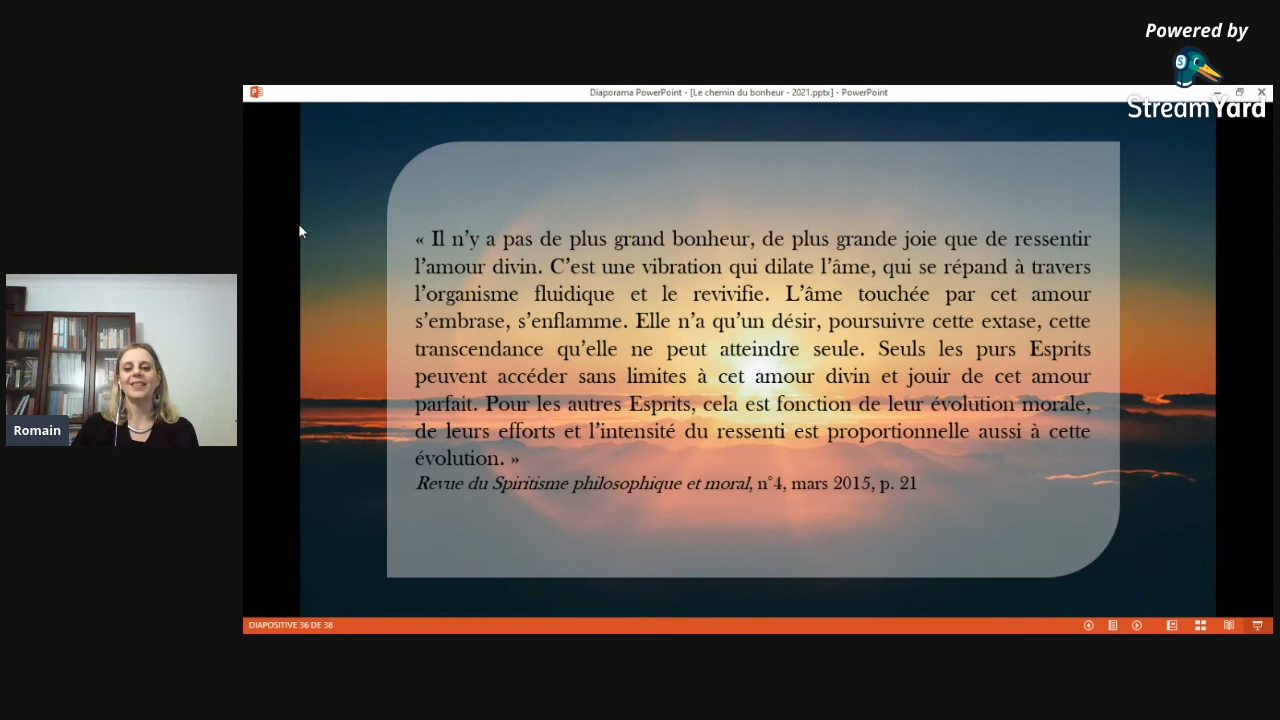 Powered by
StreamYard
Diaporama PowerPoint - [Le chemin du bonheur - 2021.pptx] - PowerPoint
« Il n’y a pas de plus grand bonheur, de plus grande joie que de ressentir
l’amour divin. C’est une vibration qui dilate l’âme, qui se répand à travers
l’organisme fluidique et le revivifie. L’âme touchée par cet amour
s’embrase, s’enflamme. Elle n’a qu’un désir, poursuivre cette extase, cette
transcendance qu’elle ne peut atteindre seule. Seuls les purs Esprits
peuvent accéder sans limites à cet amour divin et jouir de cet amour
parfait. Pour les autres Esprits, cela est fonction de leur évolution morale,
de leurs efforts et l’intensité du ressenti est proportionnelle aussi à cette
évolution. »
Revue du Spiritisme philosophique et moral, n°4, mars 2015, p. 21
Romain
DIAPOSITIVE 36 DE 38